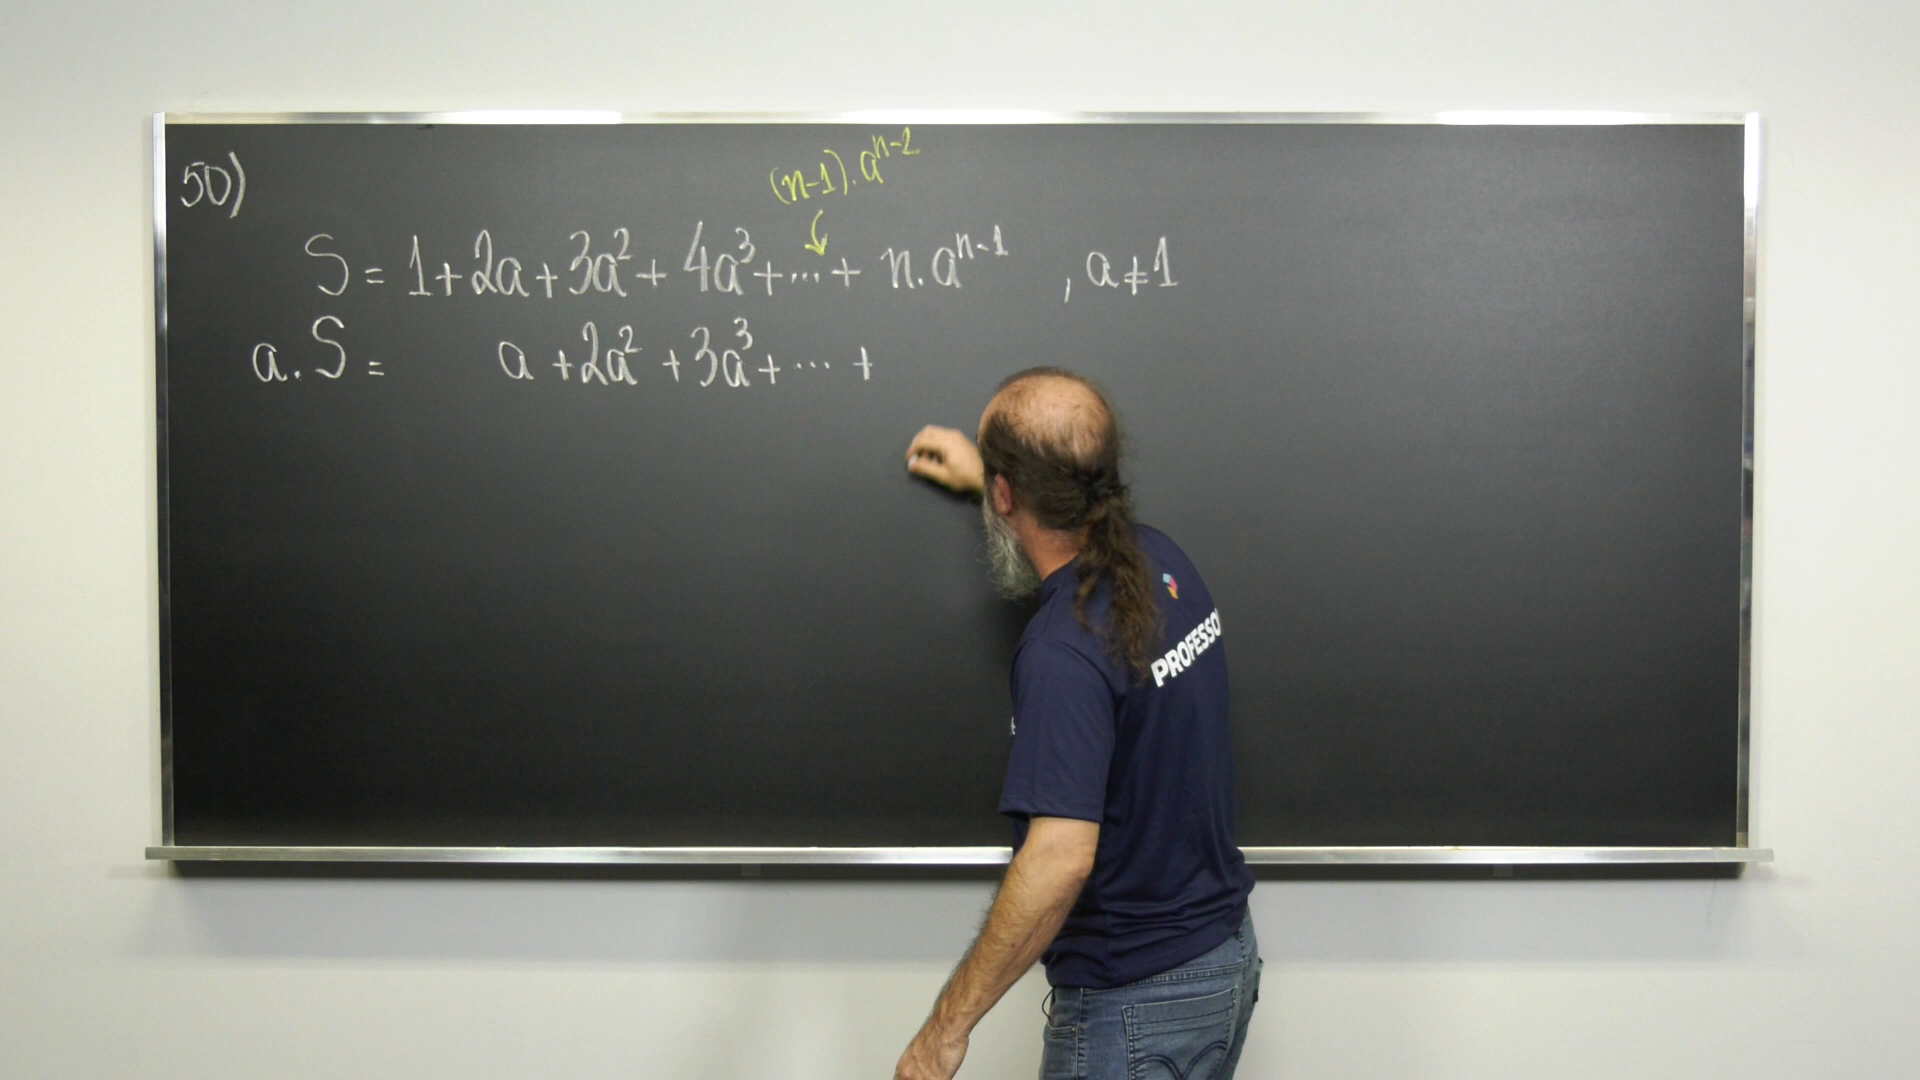 50)
(n-1).a^{n-2}
S = 1 + 2a + 3a² + 4a³ + ... + n.a^{n-1} , a ≠ 1
a.S = a + 2a² + 3a³ + ... +
PROFESSO